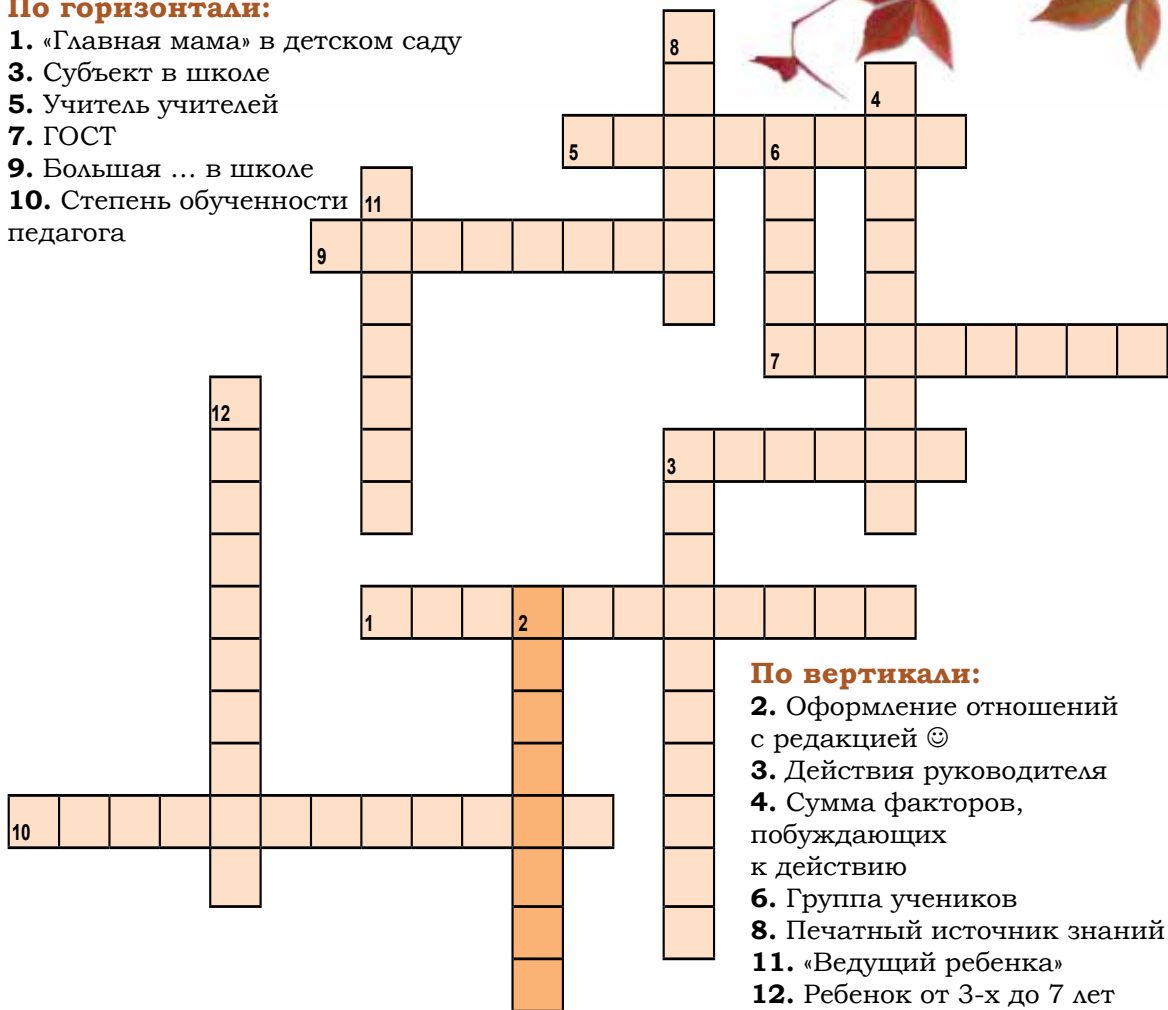 По горизонтали:
1. «Главная мама» в детском саду
3. Субъект в школе
5. Учитель учителей
7. ГОСТ
9. Большая … в школе
10. Степень обученности
педагога
8
4
5
6
11
9
7
12
3
1
2
10
По вертикали:
2. Оформление отношений
с редакцией ☺
3. Действия руководителя
4. Сумма факторов,
побуждающих
к действию
6. Группа учеников
8. Печатный источник знаний
11. «Ведущий ребенка»
12. Ребенок от 3-х до 7 лет